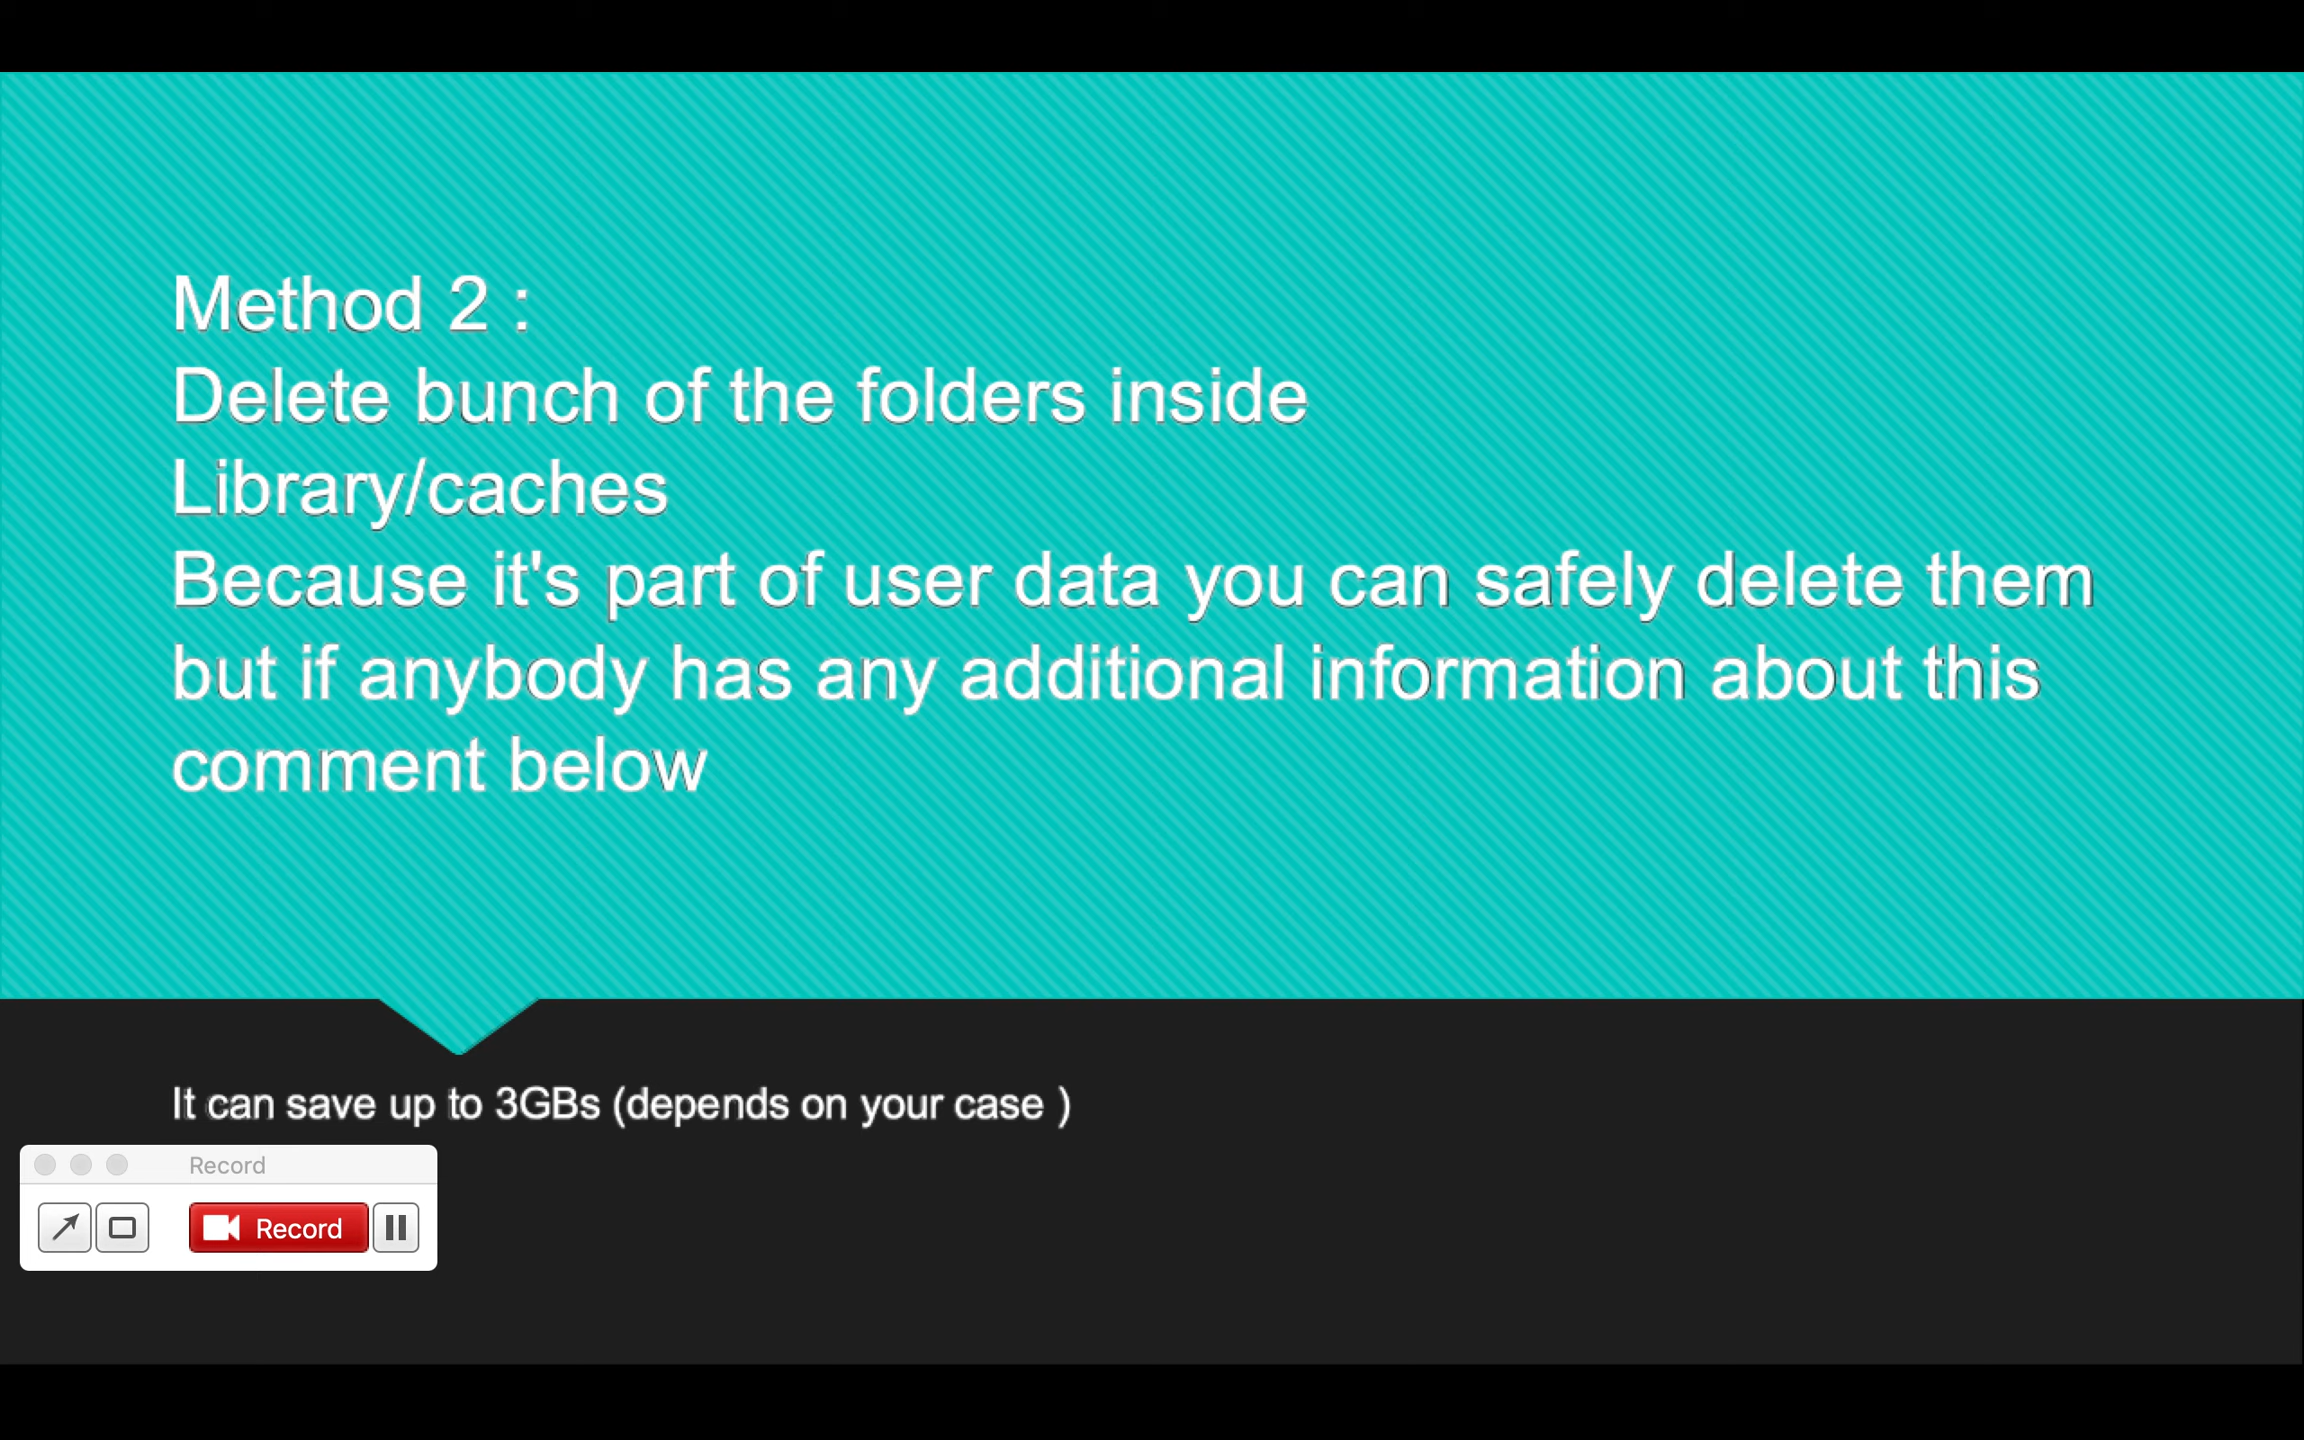 Method 2 :
Delete bunch of the folders inside
Library/caches
Because it's part of user data you can safely delete them
but if anybody has any additional information about this
comment below
It can save up to 3GBs (depends on your case )
Record
Record